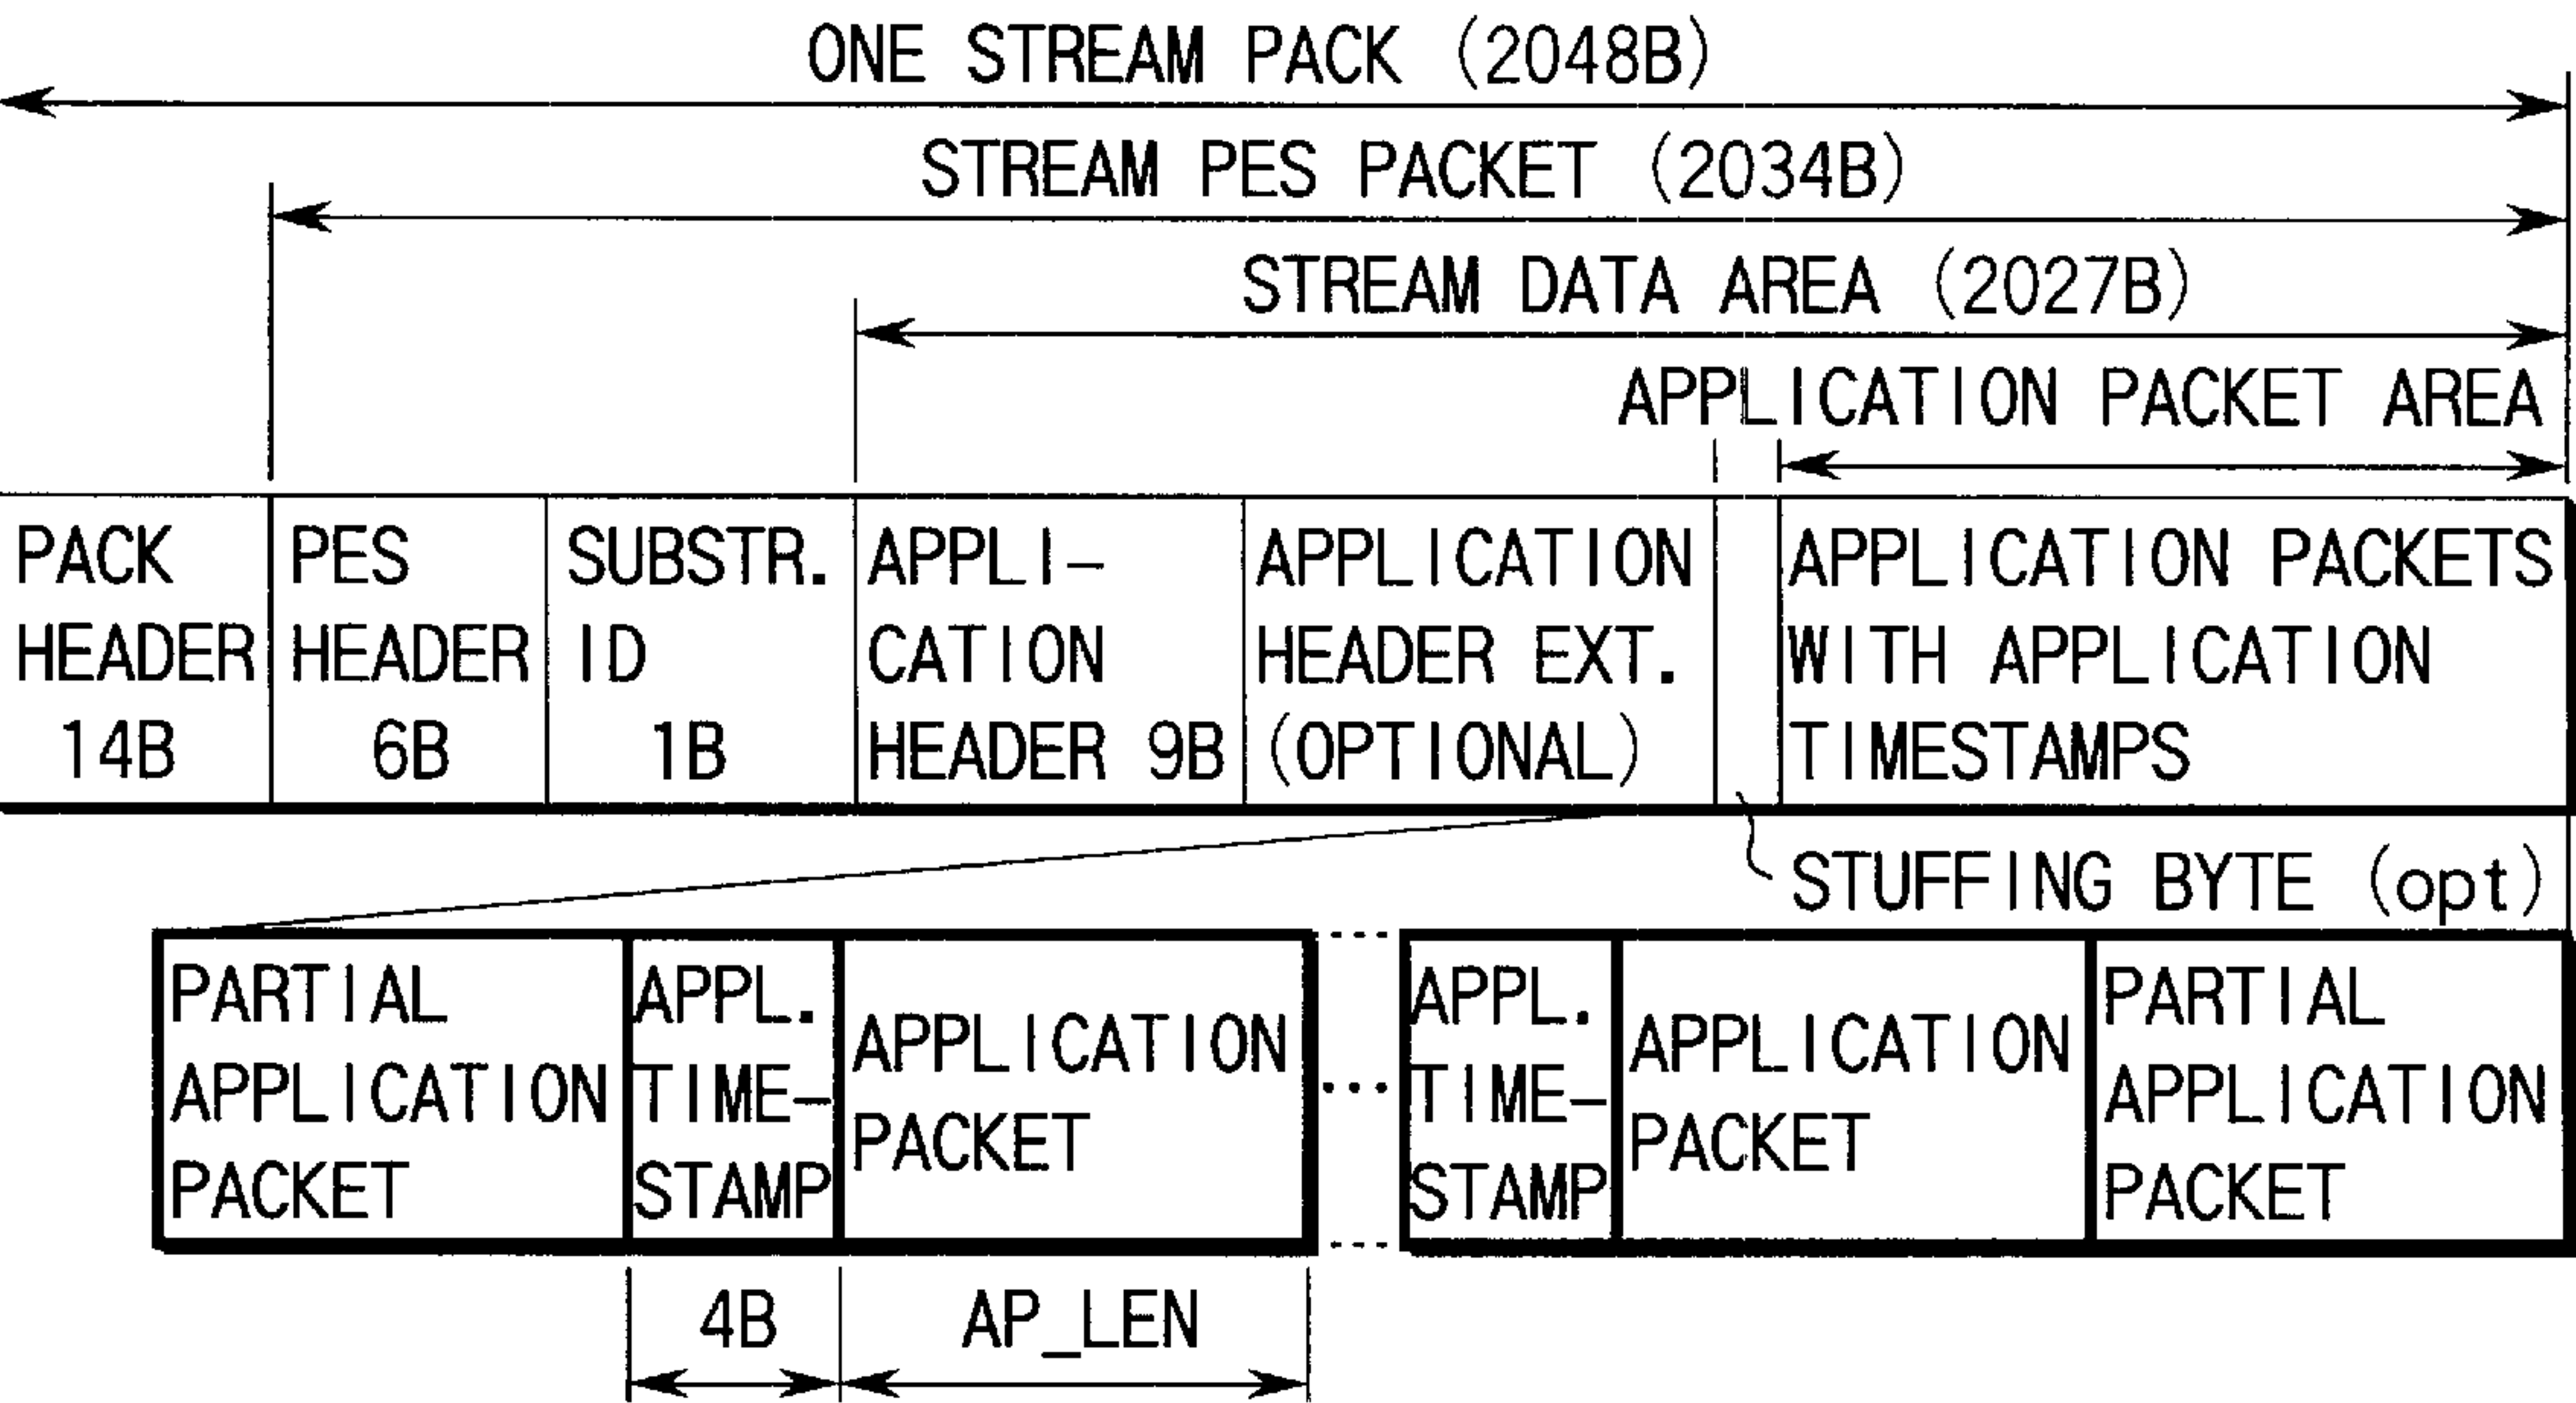 ONE STREAM PACK (2048B)
STREAM PES PACKET (2034B)
STREAM DATA AREA (2027B)
APPLICATION PACKET AREA
PACK
HEADER
14B
PES
HEADER
6B
SUBSTR.
ID
1B
APPLI-
CATION
HEADER 9B
APPLICATION
HEADER EXT.
(OPTIONAL)
APPLICATION PACKETS
WITH APPLICATION
TIMESTAMPS
STUFFING BYTE (opt)
PARTIAL
APPLICATION
PACKET
APPL.
TIME-
STAMP
APPLICATION
PACKET
...
APPL.
TIME-
STAMP
APPLICATION
PACKET
PARTIAL
APPLICATION
PACKET
4B
AP_LEN